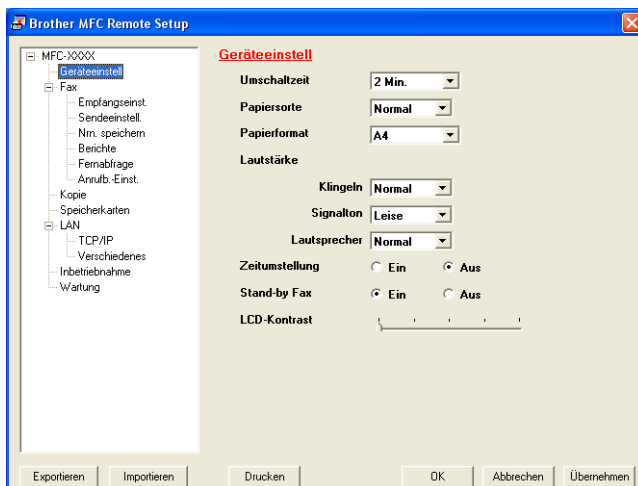 Brother MFC Remote Setup
MFC-XXXX
Geräteeinstell
Fax
Empfangseinst.
Sendeeinstell.
Nrn. speichern
Berichte
Fernabfrage
Anrufb.-Einst.
Kopie
Speicherkarten
LAN
TCP/IP
Verschiedenes
Inbetriebnahme
Wartung
Geräteeinstell
Umschaltzeit 2 Min.
Papiersorte Normal
Papierformat A4
Lautstärke
Klingeln Normal
Signalton Leise
Lautsprecher Normal
Zeitumstellung Ein Aus
Stand-by Fax Ein Aus
LCD-Kontrast
Exportieren Importieren Drucken OK Abbrechen Übernehmen